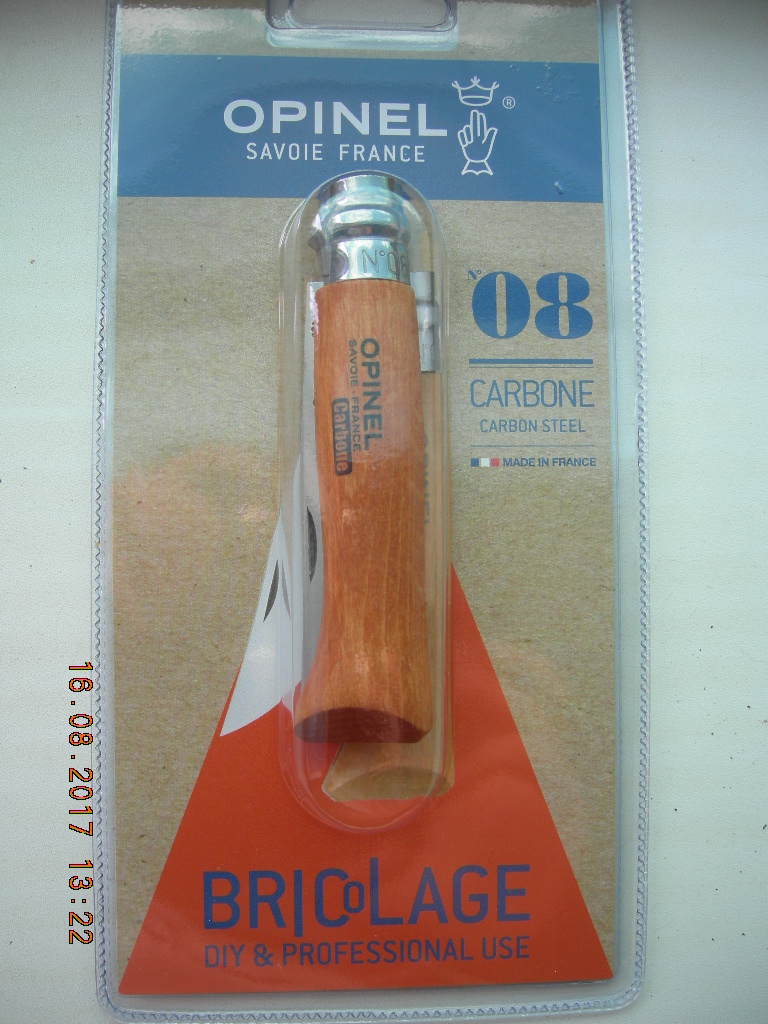 OPINEL ®
SAVOIE FRANCE
N°08
N°08
CARBONE
CARBON STEEL
MADE IN FRANCE
OPINEL
SAVOIE - FRANCE
Carbone
BRICoLAGE
DIY & PROFESSIONAL USE
16.08.2017 13:22